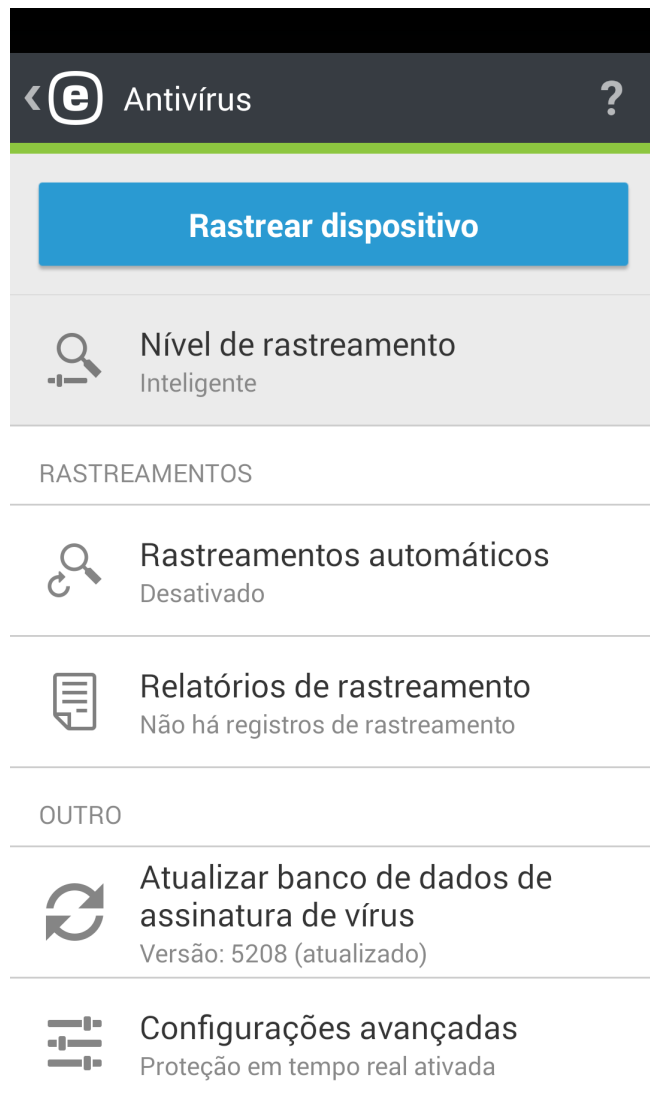 e Antivírus ?
Rastrear dispositivo
Nível de rastreamento
Inteligente
RASTREAMENTOS
Rastreamentos automáticos
Desativado
Relatórios de rastreamento
Não há registros de rastreamento
OUTRO
Atualizar banco de dados de
assinatura de vírus
Versão: 5208 (atualizado)
Configurações avançadas
Proteção em tempo real ativada